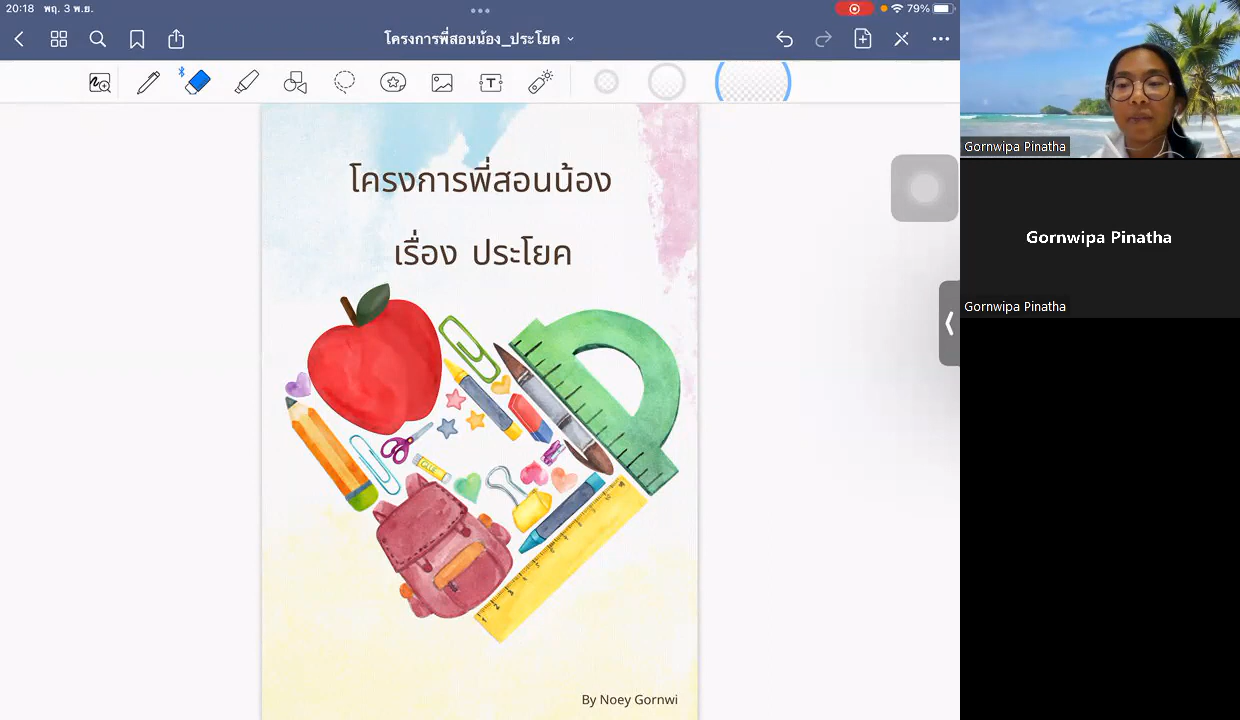 20:18 พฤ. 3 พ.ย.
79%
โครงการพี่สอนน้อง_ประโยค
โครงการพี่สอนน้อง
เรื่อง ประโยค
By Noey Gornwi
Gornwipa Pinatha
Gornwipa Pinatha
Gornwipa Pinatha